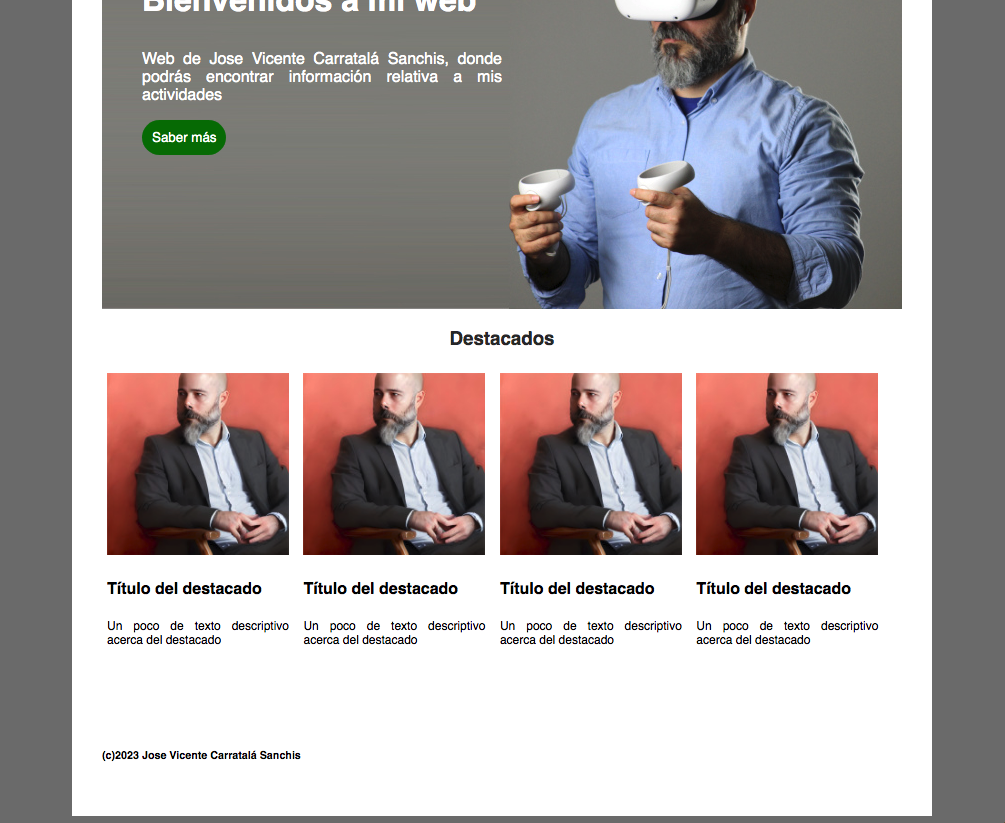 Bienvenidos a mi web
Web de Jose Vicente Carratalá Sanchis, donde
podrás encontrar información relativa a mis
actividades
Saber más
Destacados
Título del destacado
Un poco de texto descriptivo
acerca del destacado
Título del destacado
Un poco de texto descriptivo
acerca del destacado
Título del destacado
Un poco de texto descriptivo
acerca del destacado
Título del destacado
Un poco de texto descriptivo
acerca del destacado
(c)2023 Jose Vicente Carratalá Sanchis